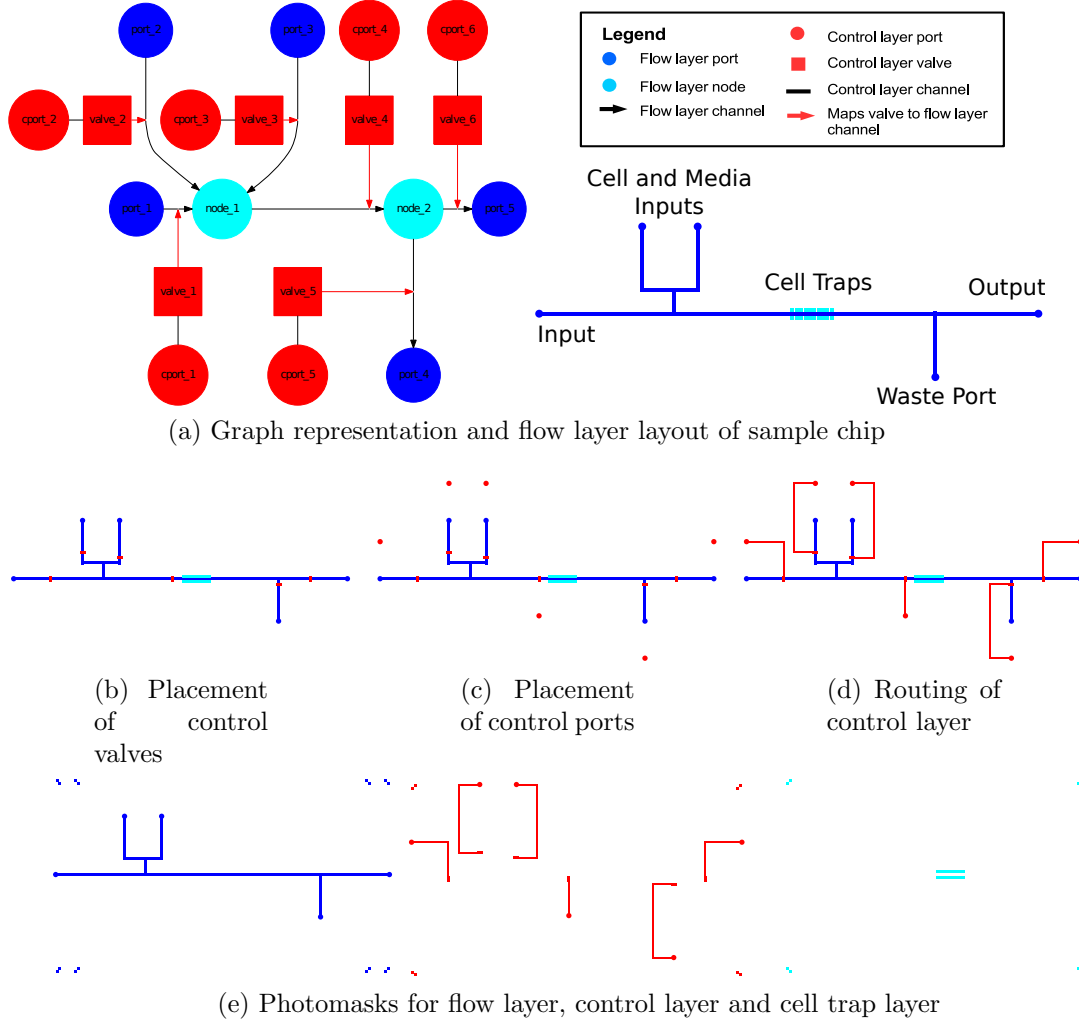 port_2
port_3
cport_4
cport_6
cport_2
valve_2
cport_3
valve_3
valve_4
valve_6
port_1
node_1
node_2
port_5
valve_1
valve_5
cport_1
cport_5
port_4
Legend
Flow layer port
Flow layer node
Flow layer channel
Control layer port
Control layer valve
Control layer channel
Maps valve to flow layer
channel
Cell and Media
Inputs
Cell Traps
Output
Input
Waste Port
(a) Graph representation and flow layer layout of sample chip
(b) Placement
of control
valves
(c) Placement
of control ports
(d) Routing of
control layer
(e) Photomasks for flow layer, control layer and cell trap layer